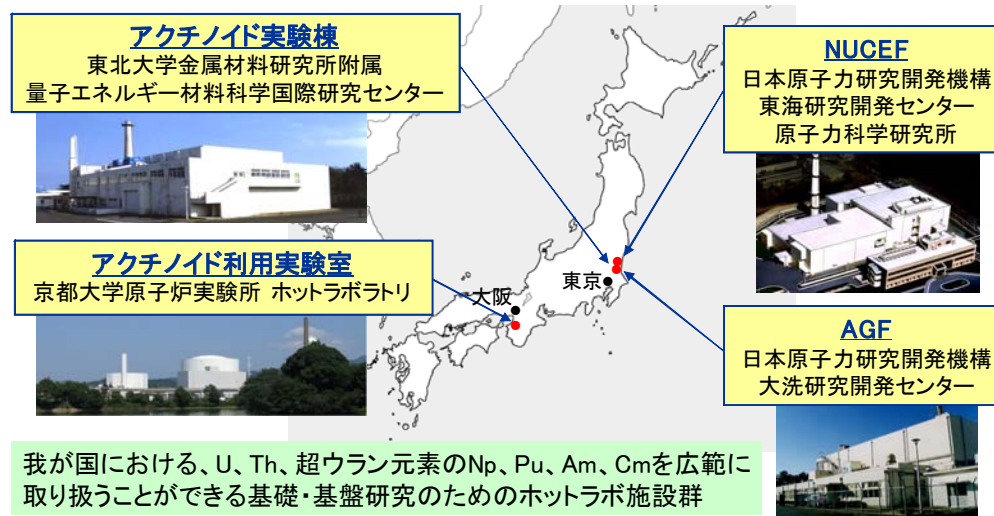 アクチノイド実験棟
東北大学金属材料研究所附属
量子エネルギー材料科学国際研究センター
NUCEF
日本原子力研究開発機構
東海研究開発センター
原子力科学研究所
アクチノイド利用実験室
京都大学原子炉実験所 ホットラボラトリ
大阪
東京
AGF
日本原子力研究開発機構
大洗研究開発センター
我が国における、U、Th、超ウラン元素のNp、Pu、Am、Cmを広範に
取り扱うことができる基礎・基盤研究のためのホットラボ施設群